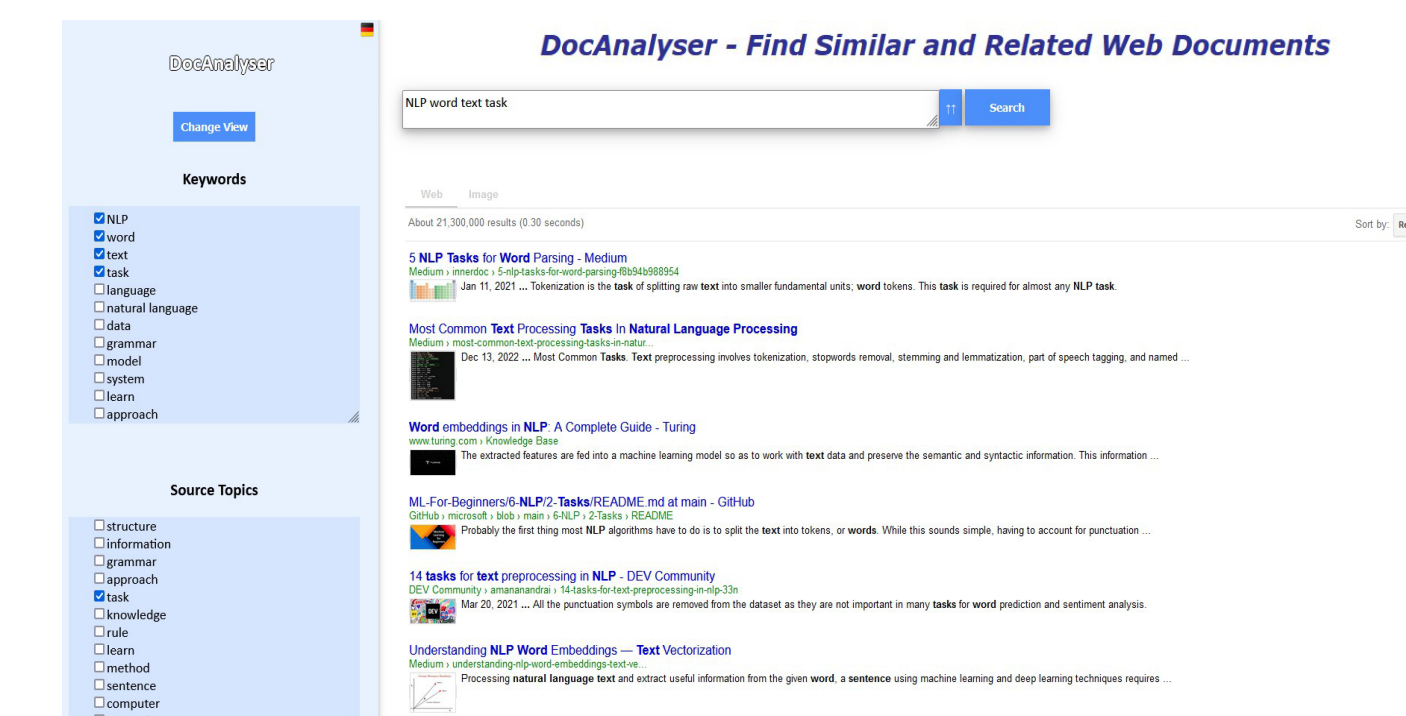 DocAnalyser
Change View
Keywords
NLP
word
text
task
language
natural language
data
grammar
model
system
learn
approach
Source Topics
structure
information
grammar
approach
task
knowledge
rule
learn
method
sentence
computer
DocAnalyser - Find Similar and Related Web Documents
NLP word text task
↑↑
Search
Web Image
About 21,300,000 results (0.30 seconds)
Sort by:
5 NLP Tasks for Word Parsing - Medium
Medium › innerdoc › 5-nlp-tasks-for-word-parsing-f8b94b988954
Jan 11, 2021 ... Tokenization is the task of splitting raw text into smaller fundamental units; word tokens. This task is required for almost any NLP task.
Most Common Text Processing Tasks In Natural Language Processing
Medium › most-common-text-processing-tasks-in-natur...
Dec 13, 2022 ... Most Common Tasks. Text preprocessing involves tokenization, stopwords removal, stemming and lemmatization, part of speech tagging, and named ...
Word embeddings in NLP: A Complete Guide - Turing
www.turing.com › Knowledge Base
The extracted features are fed into a machine learning model so as to work with text data and preserve the semantic and syntactic information. This information ...
ML-For-Beginners/6-NLP/2-Tasks/README.md at main - GitHub
GitHub › microsoft › blob › main › 6-NLP › 2-Tasks › README
Probably the first thing most NLP algorithms have to do is to split the text into tokens, or words. While this sounds simple, having to account for punctuation ...
14 tasks for text preprocessing in NLP - DEV Community
DEV Community › amananandrai › 14-tasks-for-text-preprocessing-in-nlp-33n
DEV
Mar 20, 2021 ... All the punctuation symbols are removed from the dataset as they are not important in many tasks for word prediction and sentiment analysis.
Understanding NLP Word Embeddings — Text Vectorization
Medium › understanding-nlp-word-embeddings-text-ve...
Processing natural language text and extract useful information from the given word, a sentence using machine learning and deep learning techniques requires ...